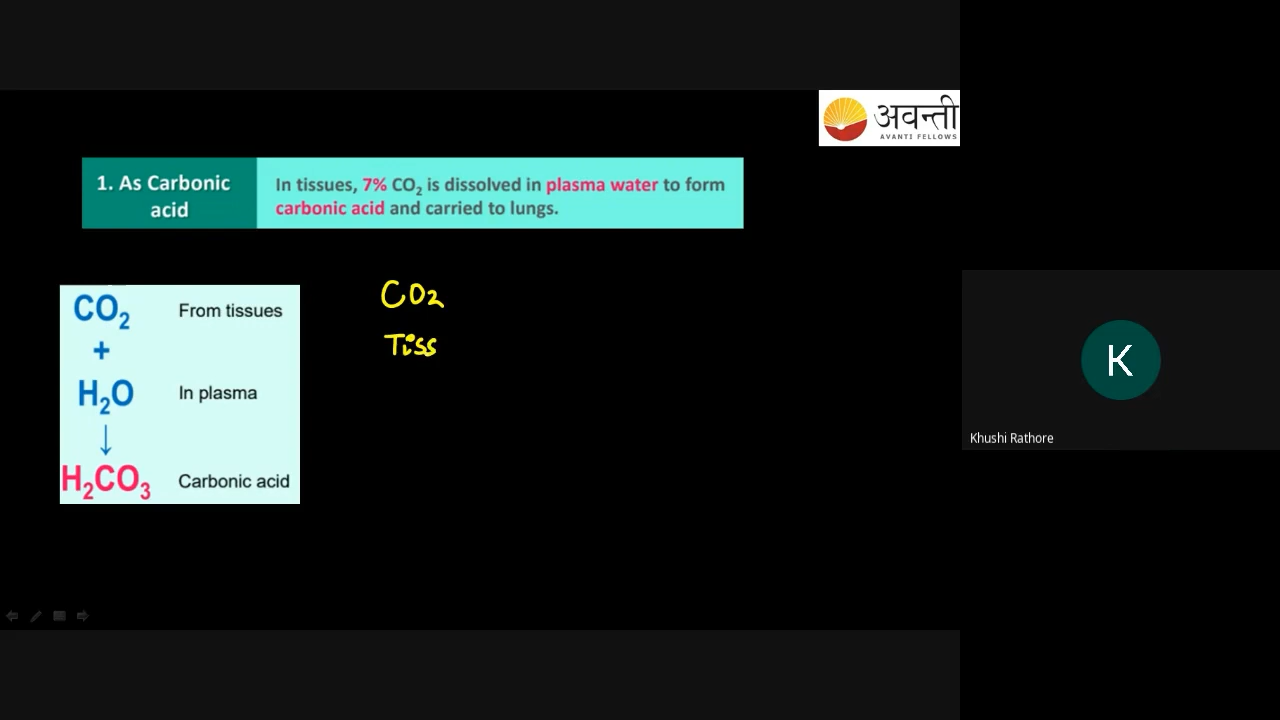 अवन्ती
AVANTI FELLOWS
1. As Carbonic
acid
In tissues, 7% CO₂ is dissolved in plasma water to form
carbonic acid and carried to lungs.
CO₂ From tissues
+
H₂O In plasma
↓
H₂CO₃ Carbonic acid
CO₂
Tiss
K
Khushi Rathore